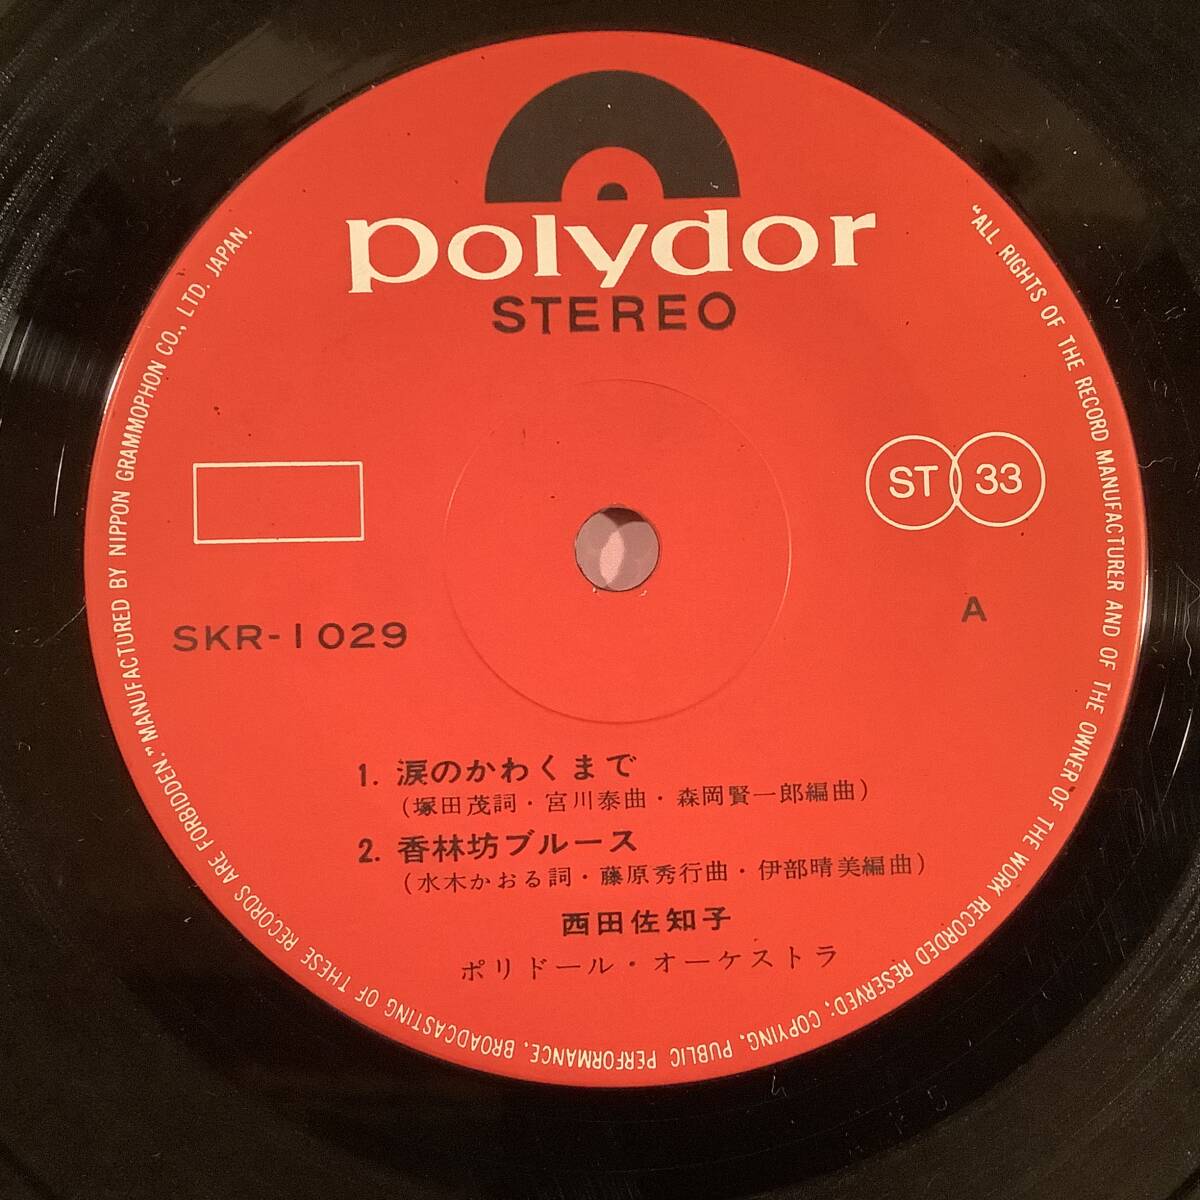 polydor
STEREO
ST 33
SKR-1029
A
1. 涙のかわくまで
(塚田茂詞・宮川泰曲・森岡賢一郎編曲)
2. 香林坊ブルース
(水木かおる詞・藤原秀行曲・伊部晴美編曲)
西田佐知子
ポリドール・オーケストラ
"ALL RIGHTS OF THE RECORD MANUFACTURER AND OF THE OWNER OF THE WORK RECORDED RESERVED; COPYING, PUBLIC PERFORMANCE, BROADCASTING OF THESE RECORDS ARE FORBIDDEN." MANUFACTURED BY NIPPON GRAMMOPHON CO., LTD. JAPAN.